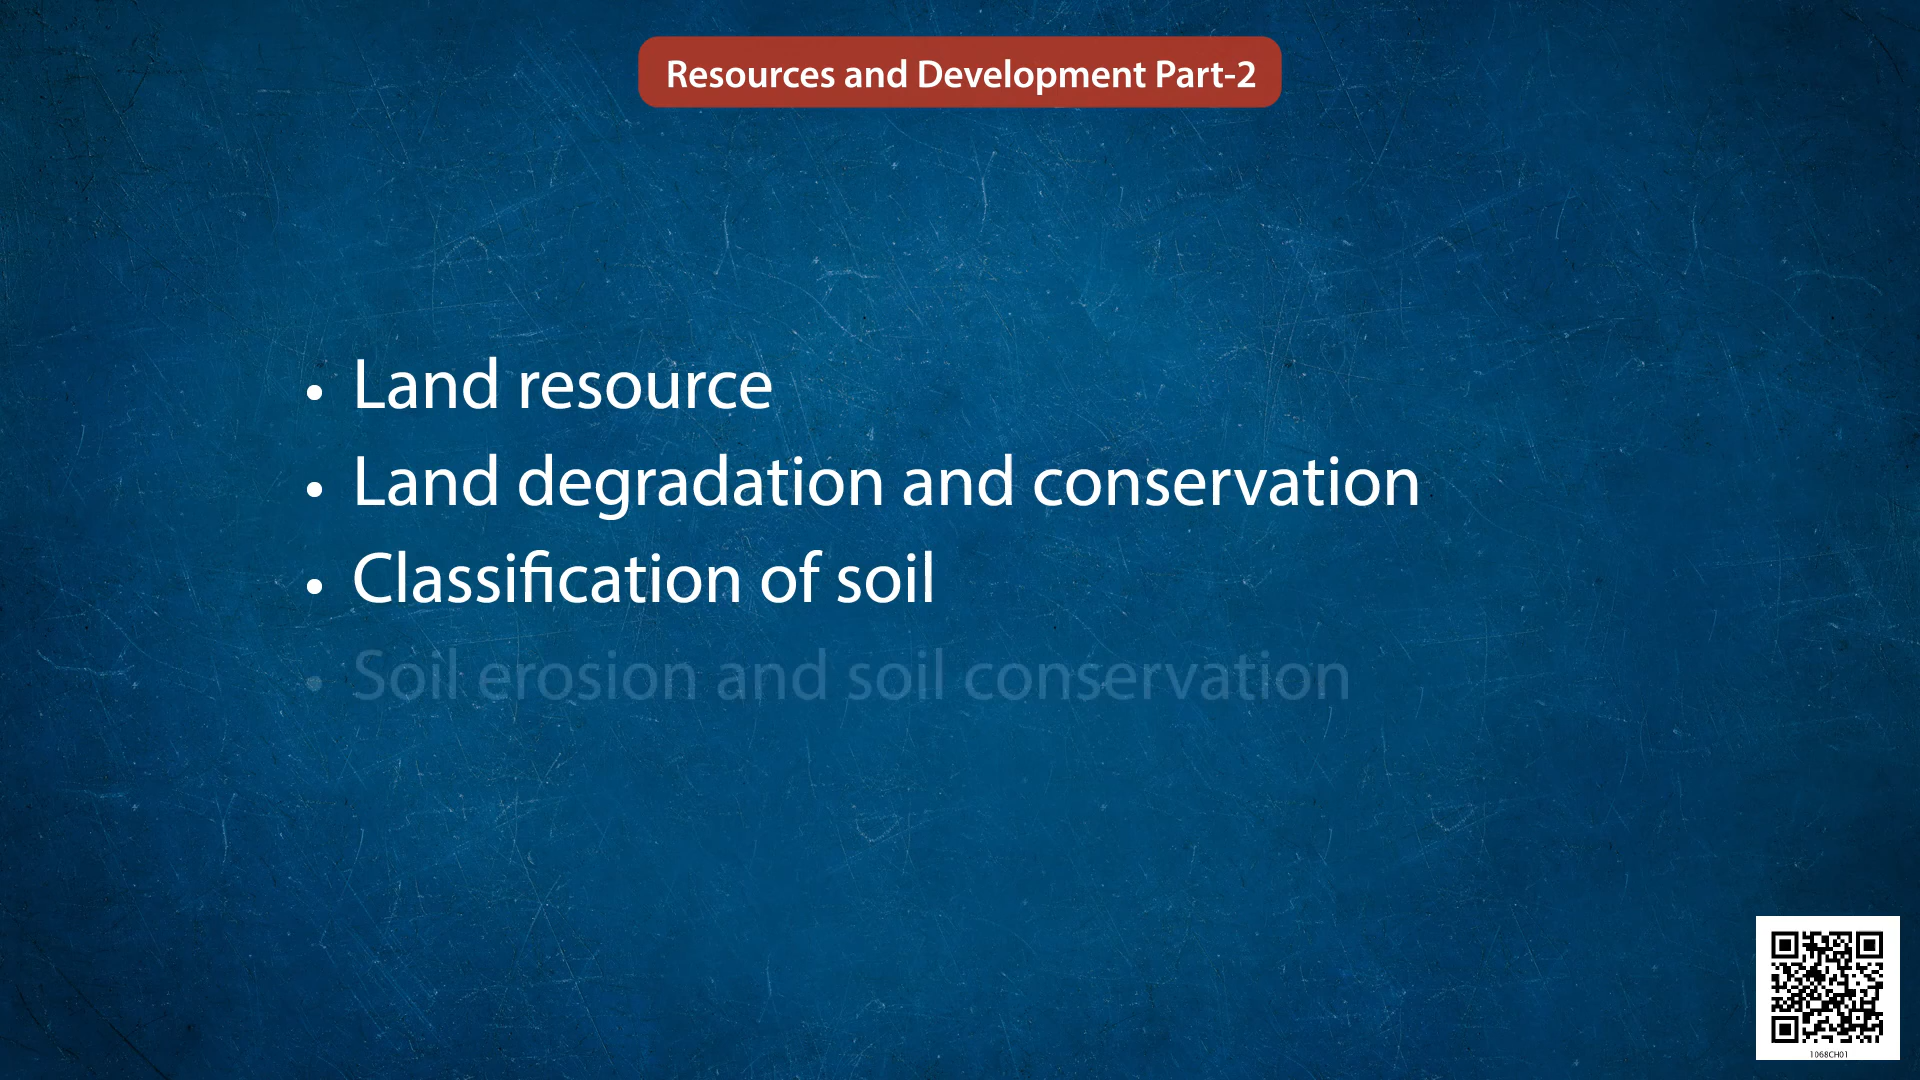 Resources and Development Part-2
• Land resource
• Land degradation and conservation
• Classification of soil
• Soil erosion and soil conservation
1068CH01